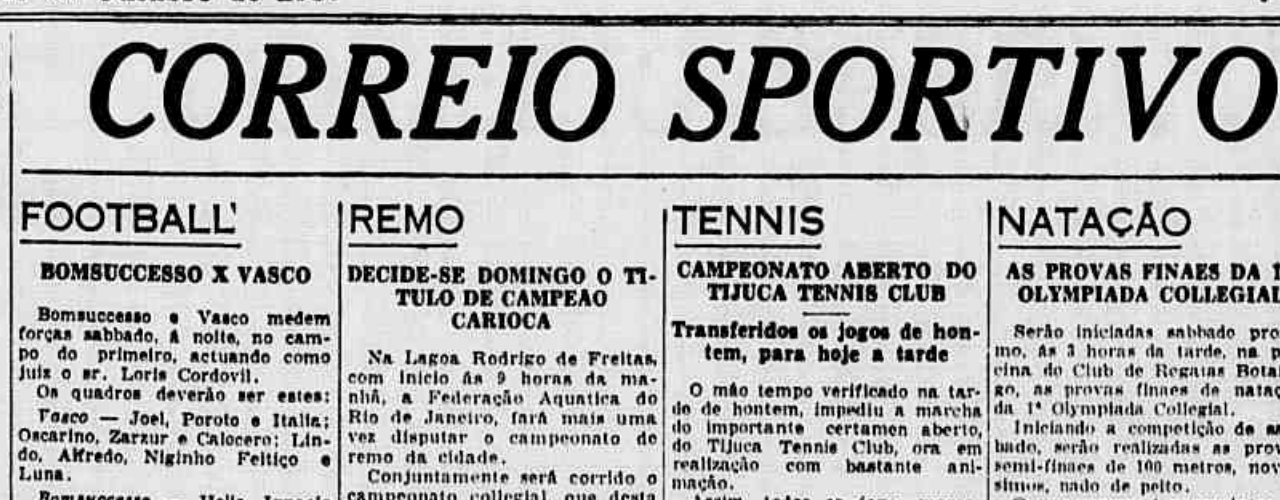 CORREIO SPORTIVO
FOOTBALL'
BOMSUCCESSO X VASCO
Bomsuccesso e Vasco medem
forças sabbado, á noite, no cam-
po do primeiro, actuando como
juiz o sr. Loris Cordovil.
Os quadros deverão ser estes:
Vasco — Joel, Poroto e Italia;
Oscarino, Zarzur e Calocero; Lin-
do, Alfredo, Niginho Feitiço e
Luna.
Bomsuccesso —
REMO
DECIDE-SE DOMINGO O TI-
TULO DE CAMPEAO
CARIOCA
Na Lagoa Rodrigo de Freitas,
com inicio ás 9 horas da ma-
nhã, a Federação Aquatica do
Rio de Janeiro, fará mais uma
vez disputar o campeonato de
remo da cidade.
Conjuntamente será corrido o
campeonato collegial, que desta
TENNIS
CAMPEONATO ABERTO DO
TIJUCA TENNIS CLUB
Transferidos os jogos de hon-
tem, para hoje a tarde
O máo tempo verificado na tar-
de de hontem, impediu a marcha
do importante certamen aberto,
do Tijuca Tennis Club, ora em
realização com bastante ani-
mação.
NATAÇÃO
AS PROVAS FINAES DA
OLYMPIADA COLLEGIAL
Serão iniciadas sabbado pro-
mo, ás 3 horas da tarde, na
cina do Club de Regatas Bota
go, as provas finaes de nata
da 1ª Olympiada Collegial.
Iniciando a competição de sa
bado, serão realizadas as pro
semi-finaes de 100 metros, nov
simos, nado de peito.